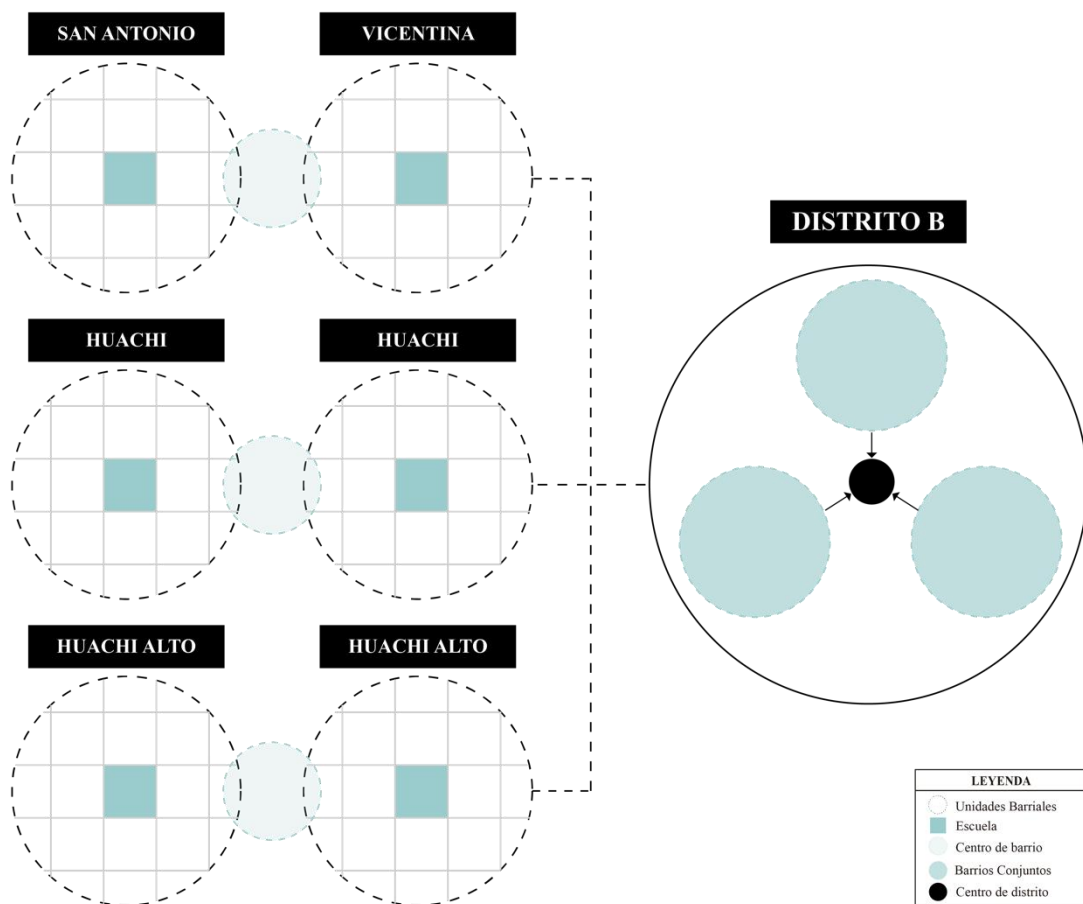 SAN ANTONIO
VICENTINA
HUACHI
HUACHI
HUACHI ALTO
HUACHI ALTO
DISTRITO B
LEYENDA
Unidades Barriales
Escuela
Centro de barrio
Barrios Conjuntos
Centro de distrito